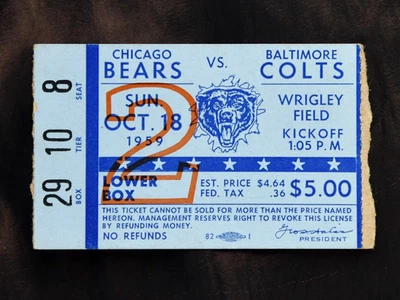 CHICAGO
BEARS
VS.
BALTIMORE
COLTS
SUN.
OCT. 18
1959
2
WRIGLEY
FIELD
KICKOFF
1:05 P.M.
LOWER
BOX
EST. PRICE $4.64
FED. TAX .36
$5.00
THIS TICKET CANNOT BE SOLD FOR MORE THAN THE PRICE NAMED
HEREON. MANAGEMENT RESERVES RIGHT TO REVOKE THIS LICENSE
BY REFUNDING MONEY.
NO REFUNDS
82
1
PRESIDENT
29 BOX
10 TIER
8 SEAT